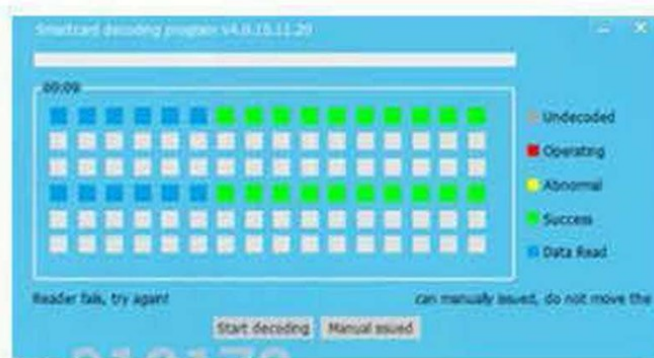 Smartcard decoding program v4.0.10.11.20
00:09
Undecoded
Operating
Abnormal
Success
Data Read
Reader fails, try again!
can manually issued, do not move the
Start decoding
Manual issued